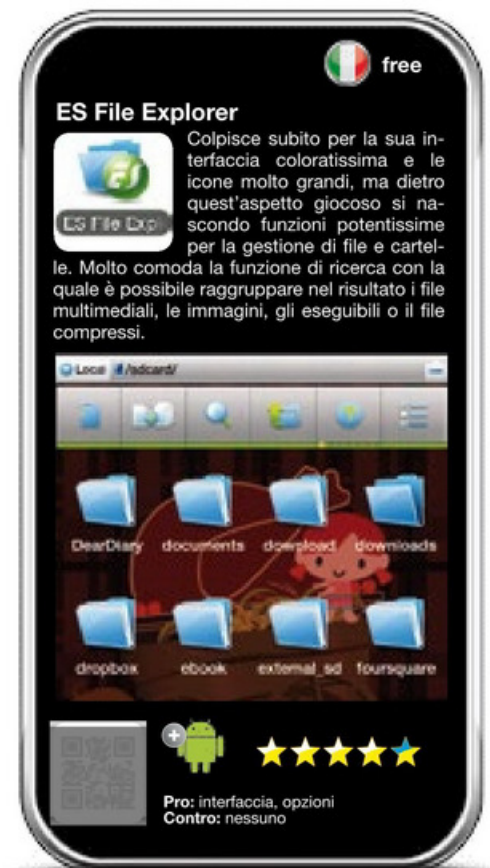 free
ES File Explorer
Colpisce subito per la sua in-
terfaccia coloratissima e le
icone molto grandi, ma dietro
quest'aspetto giocoso si na-
scondo funzioni potentissime
per la gestione di file e cartel-
le. Molto comoda la funzione di ricerca con la
quale è possibile raggruppare nel risultato i file
multimediali, le immagini, gli eseguibili o il file
compressi.
ES File Exp
Local /sdcard/
DearDiary documents download downloads
dropbox ebook external_sd foursquare
Pro: interfaccia, opzioni
Contro: nessuno